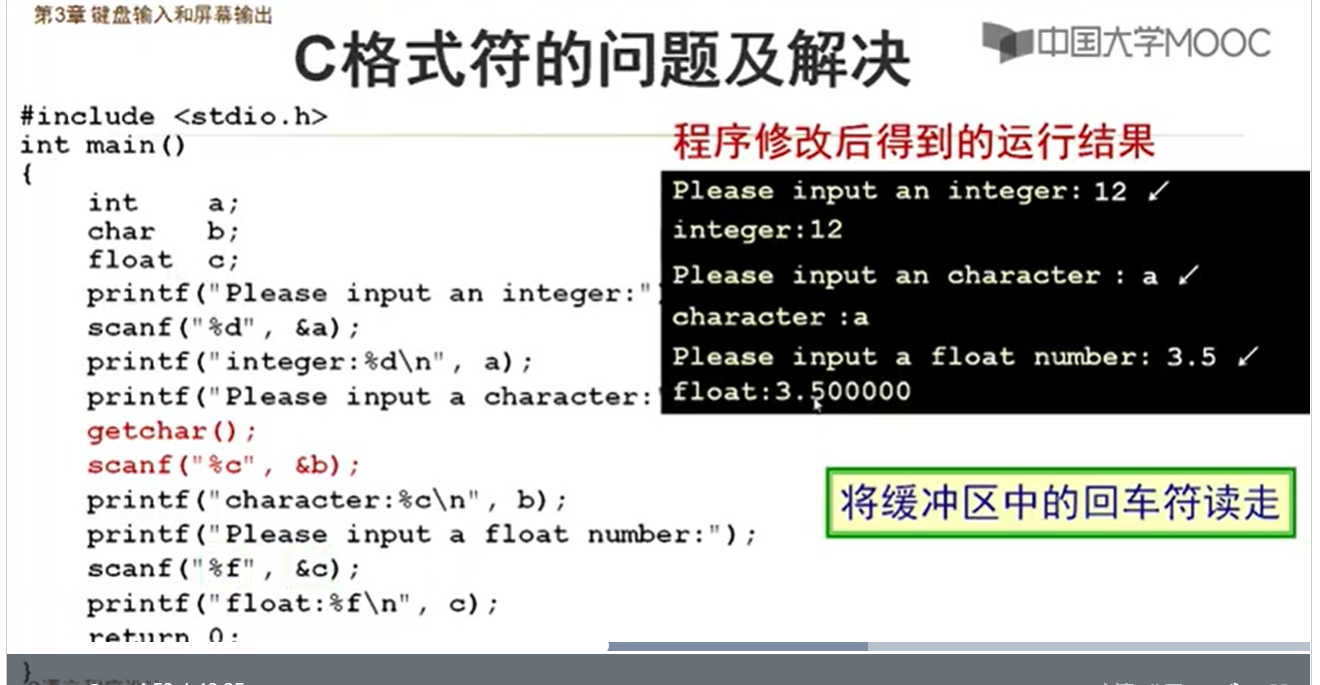 第3章 键盘输入和屏幕输出
中国大学MOOC
C格式符的问题及解决
#include <stdio.h>
int main()
{
int a;
char b;
float c;
printf("Please input an integer:"
scanf("%d", &a);
printf("integer:%d\n", a);
printf("Please input a character:
getchar();
scanf("%c", &b);
printf("character:%c\n", b);
printf("Please input a float number:");
scanf("%f", &c);
printf("float:%f\n", c);
return 0;
}
程序修改后得到的运行结果
Please input an integer: 12 ↙
integer:12
Please input an character : a ↙
character :a
Please input a float number: 3.5 ↙
float:3.500000
将缓冲区中的回车符读走